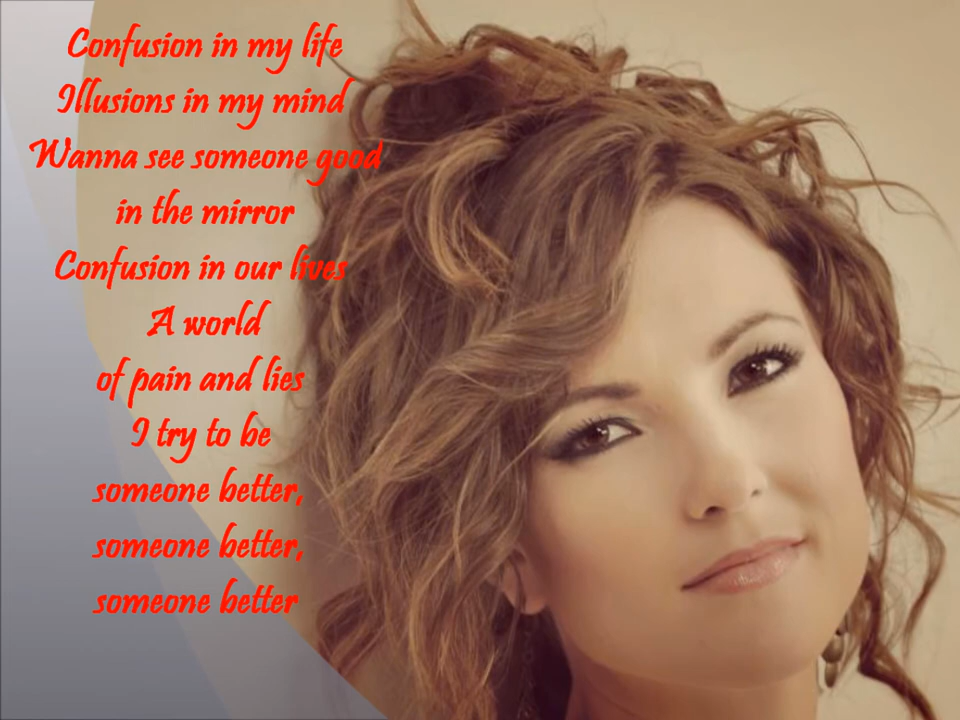 Confusion in my life
Illusions in my mind
Wanna see someone good
in the mirror
Confusion in our lives
A world
of pain and lies
I try to be
someone better,
someone better,
someone better